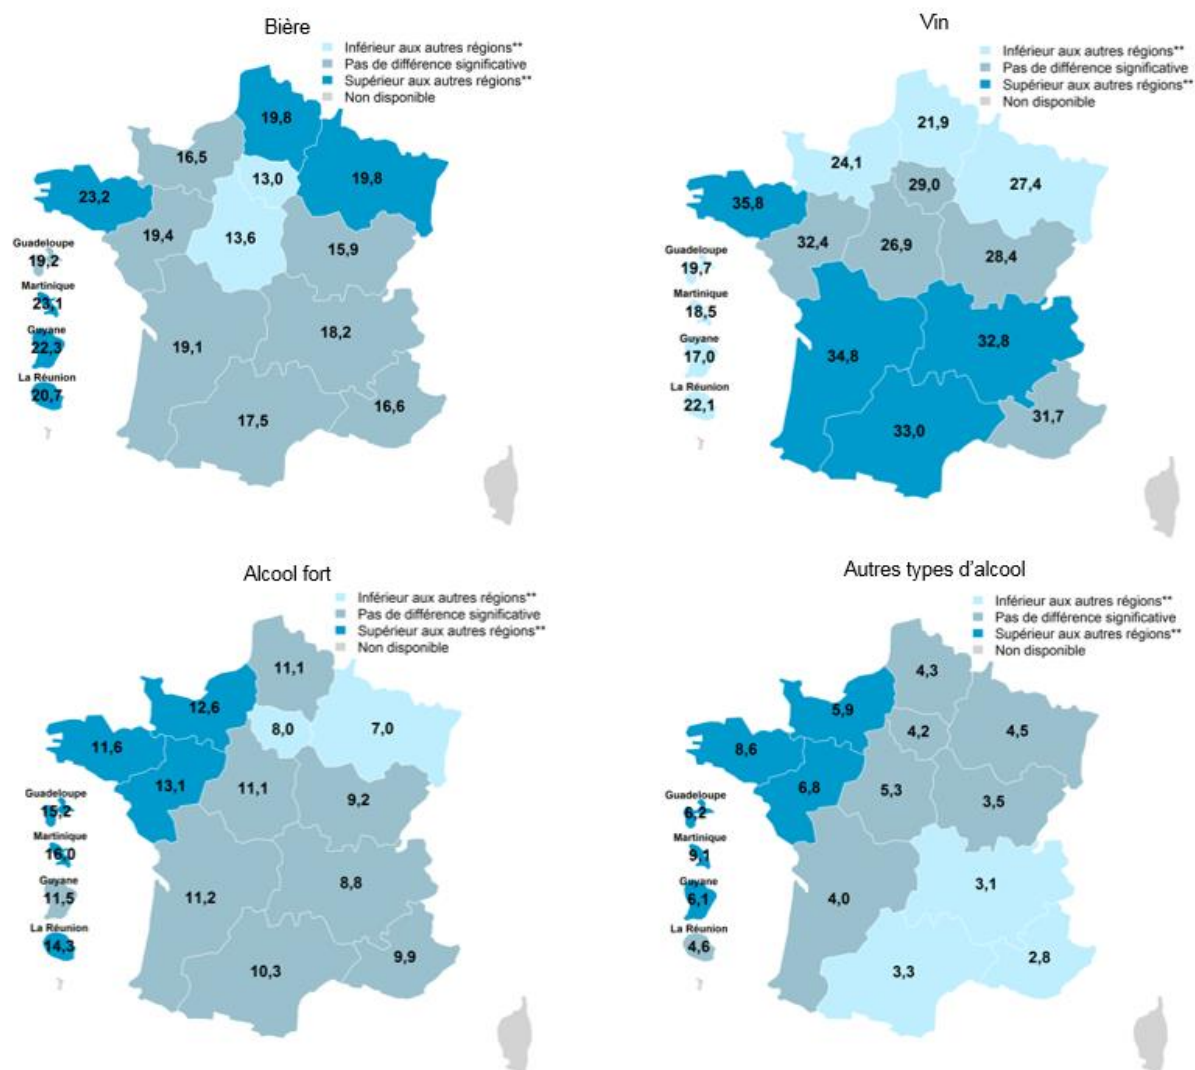 Bière
Inférieur aux autres régions**
Pas de différence significative
Supérieur aux autres régions**
Non disponible
19,8
16,5
13,0
19,8
23,2
19,4
13,6
15,9
Guadeloupe
19,2
Martinique
23,1
Guyane
22,3
La Réunion
20,7
18,2
19,1
17,5
16,6
Vin
Inférieur aux autres régions**
Pas de différence significative
Supérieur aux autres régions**
Non disponible
21,9
24,1
29,0
27,4
35,8
32,4
26,9
28,4
Guadeloupe
19,7
Martinique
18,5
Guyane
17,0
La Réunion
22,1
32,8
34,8
33,0
31,7
Alcool fort
Inférieur aux autres régions**
Pas de différence significative
Supérieur aux autres régions**
Non disponible
11,1
12,6
8,0
7,0
11,6
13,1
11,1
9,2
Guadeloupe
15,2
Martinique
16,0
Guyane
11,5
La Réunion
14,3
8,8
11,2
10,3
9,9
Autres types d'alcool
Inférieur aux autres régions**
Pas de différence significative
Supérieur aux autres régions**
Non disponible
4,3
5,9
4,2
4,5
8,6
6,8
5,3
3,5
Guadeloupe
6,2
Martinique
9,1
Guyane
6,1
La Réunion
4,6
3,1
4,0
3,3
2,8